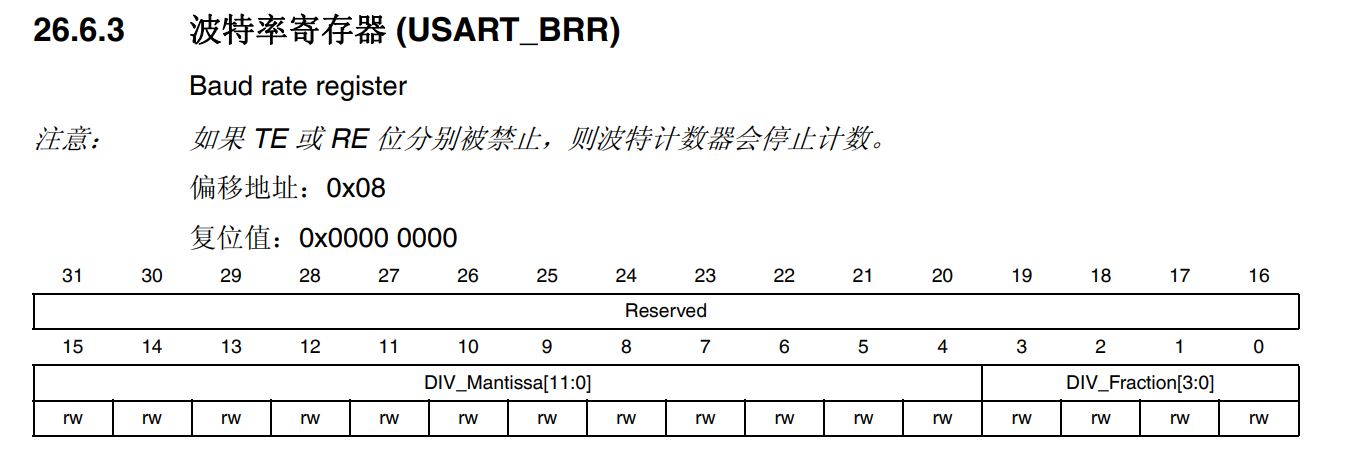 26.6.3 波特率寄存器 (USART_BRR)
Baud rate register
注意： 如果 TE 或 RE 位分别被禁止，则波特计数器会停止计数。
偏移地址：0x08
复位值：0x0000 0000
31 30 29 28 27 26 25 24 23 22 21 20 19 18 17 16
Reserved
15 14 13 12 11 10 9 8 7 6 5 4 3 2 1 0
DIV_Mantissa[11:0] DIV_Fraction[3:0]
rw rw rw rw rw rw rw rw rw rw rw rw rw rw rw rw